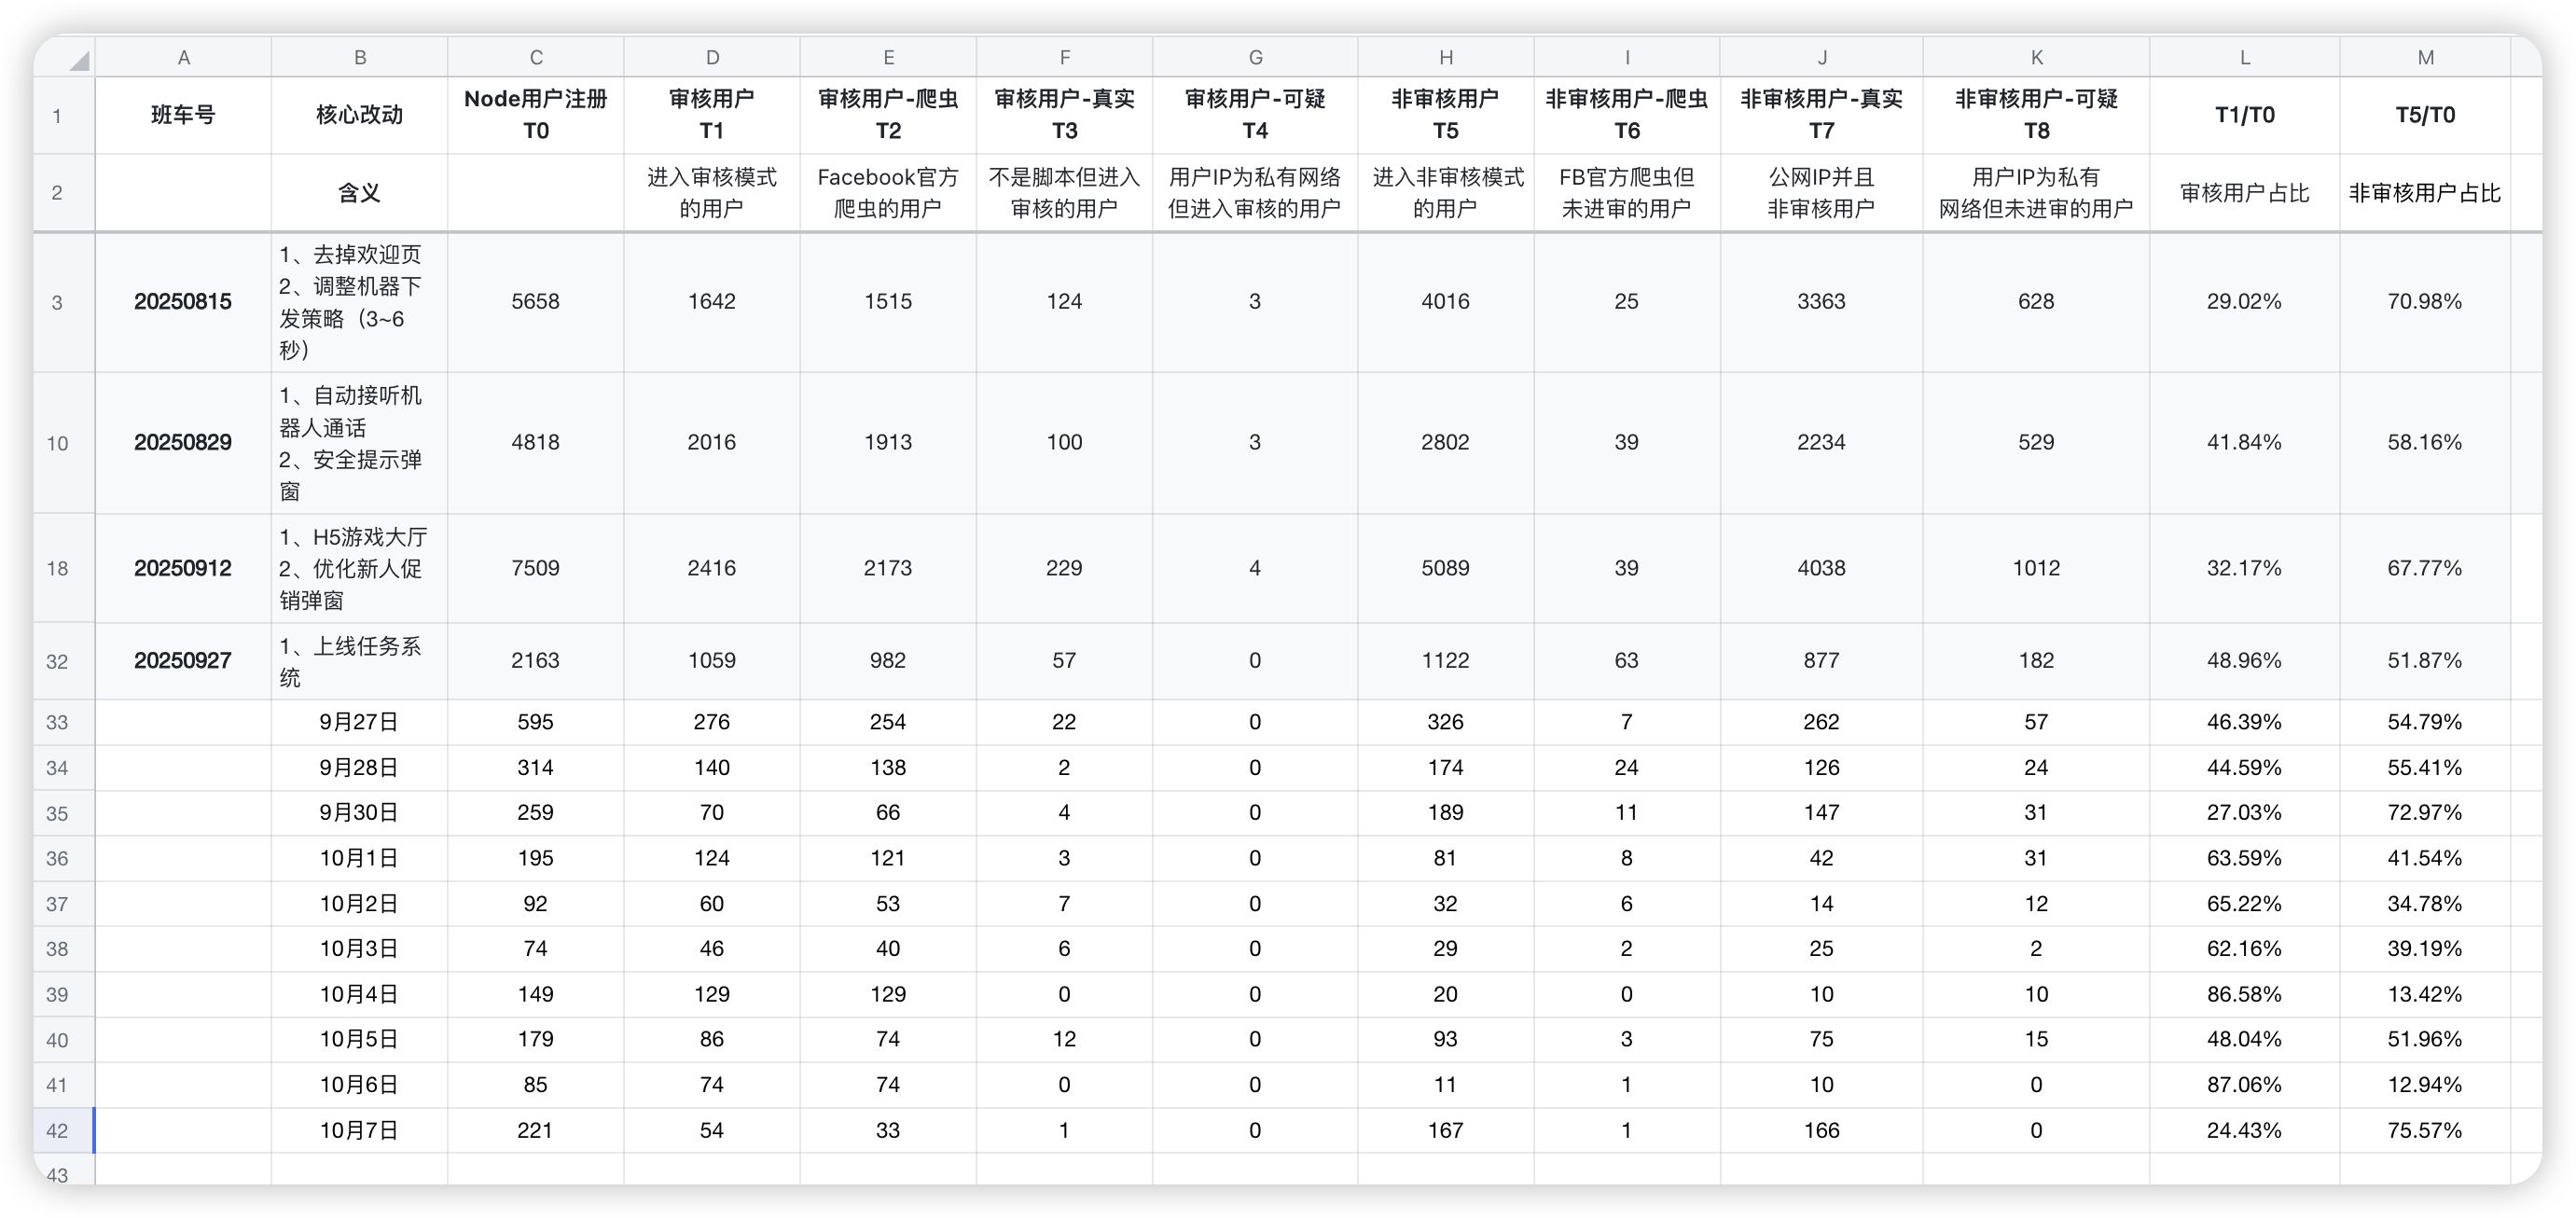 A B C D E F G H I J K L M
1 班车号 核心改动 Node用户注册 T0 审核用户 T1 审核用户-爬虫 T2 审核用户-真实 T3 审核用户-可疑 T4 非审核用户 T5 非审核用户-爬虫 T6 非审核用户-真实 T7 非审核用户-可疑 T8 T1/T0 T5/T0
2 含义 进入审核模式的用户 Facebook官方爬虫的用户 不是脚本但进入审核的用户 用户IP为私有网络但进入审核的用户 进入非审核模式的用户 FB官方爬虫但未进审的用户 公网IP并且非审核用户 用户IP为私有网络但未进审的用户 审核用户占比 非审核用户占比
3 20250815 1、去掉欢迎页 2、调整机器下发策略（3~6秒） 5658 1642 1515 124 3 4016 25 3363 628 29.02% 70.98%
10 20250829 1、自动接听机器人通话 2、安全提示弹窗 4818 2016 1913 100 3 2802 39 2234 529 41.84% 58.16%
18 20250912 1、H5游戏大厅 2、优化新人促销弹窗 7509 2416 2173 229 4 5089 39 4038 1012 32.17% 67.77%
32 20250927 1、上线任务系统 2163 1059 982 57 0 1122 63 877 182 48.96% 51.87%
33 9月27日 595 276 254 22 0 326 7 262 57 46.39% 54.79%
34 9月28日 314 140 138 2 0 174 24 126 24 44.59% 55.41%
35 9月30日 259 70 66 4 0 189 11 147 31 27.03% 72.97%
36 10月1日 195 124 121 3 0 81 8 42 31 63.59% 41.54%
37 10月2日 92 60 53 7 0 32 6 14 12 65.22% 34.78%
38 10月3日 74 46 40 6 0 29 2 25 2 62.16% 39.19%
39 10月4日 149 129 129 0 0 20 0 10 10 86.58% 13.42%
40 10月5日 179 86 74 12 0 93 3 75 15 48.04% 51.96%
41 10月6日 85 74 74 0 0 11 1 10 0 87.06% 12.94%
42 10月7日 221 54 33 1 0 167 1 166 0 24.43% 75.57%
43